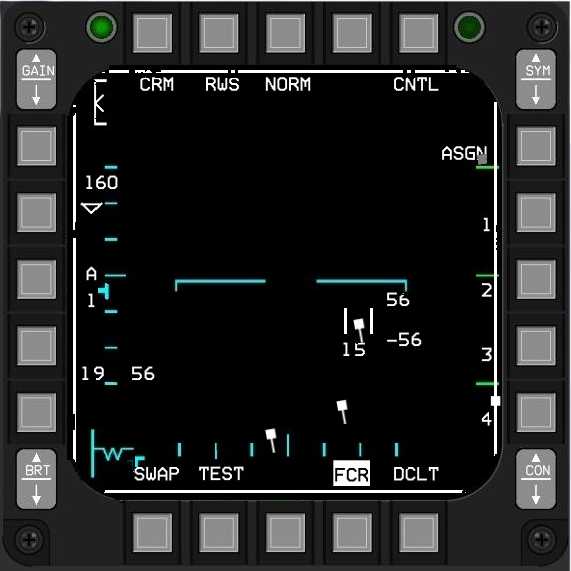 GAIN
SYM
CRM RWS NORM CNTL
ASGN
160
1
A
1
2
56
15
-56
3
19 56
4
BRT
CON
SWAP TEST FCR DCLT